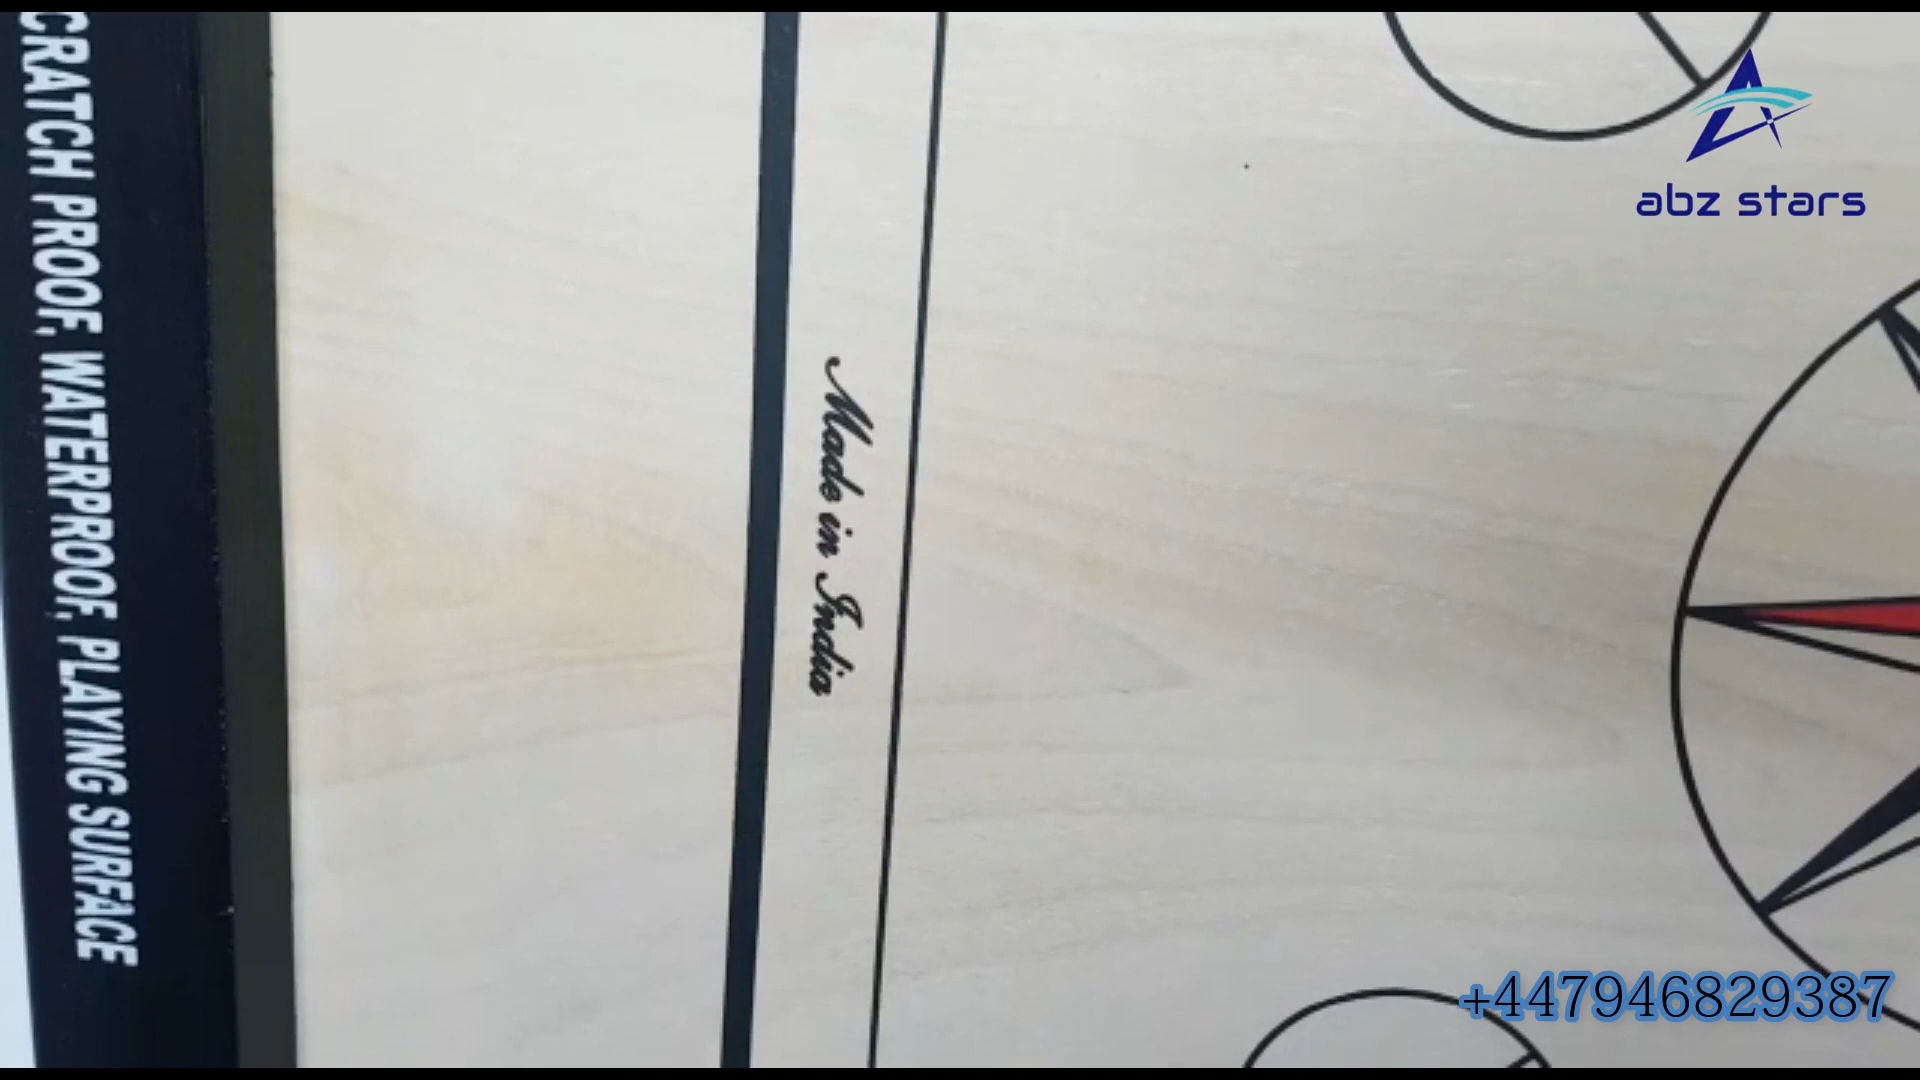 CRATCH PROOF, WATERPROOF, PLAYING SURFACE
Made in India
abz stars
+447946829387